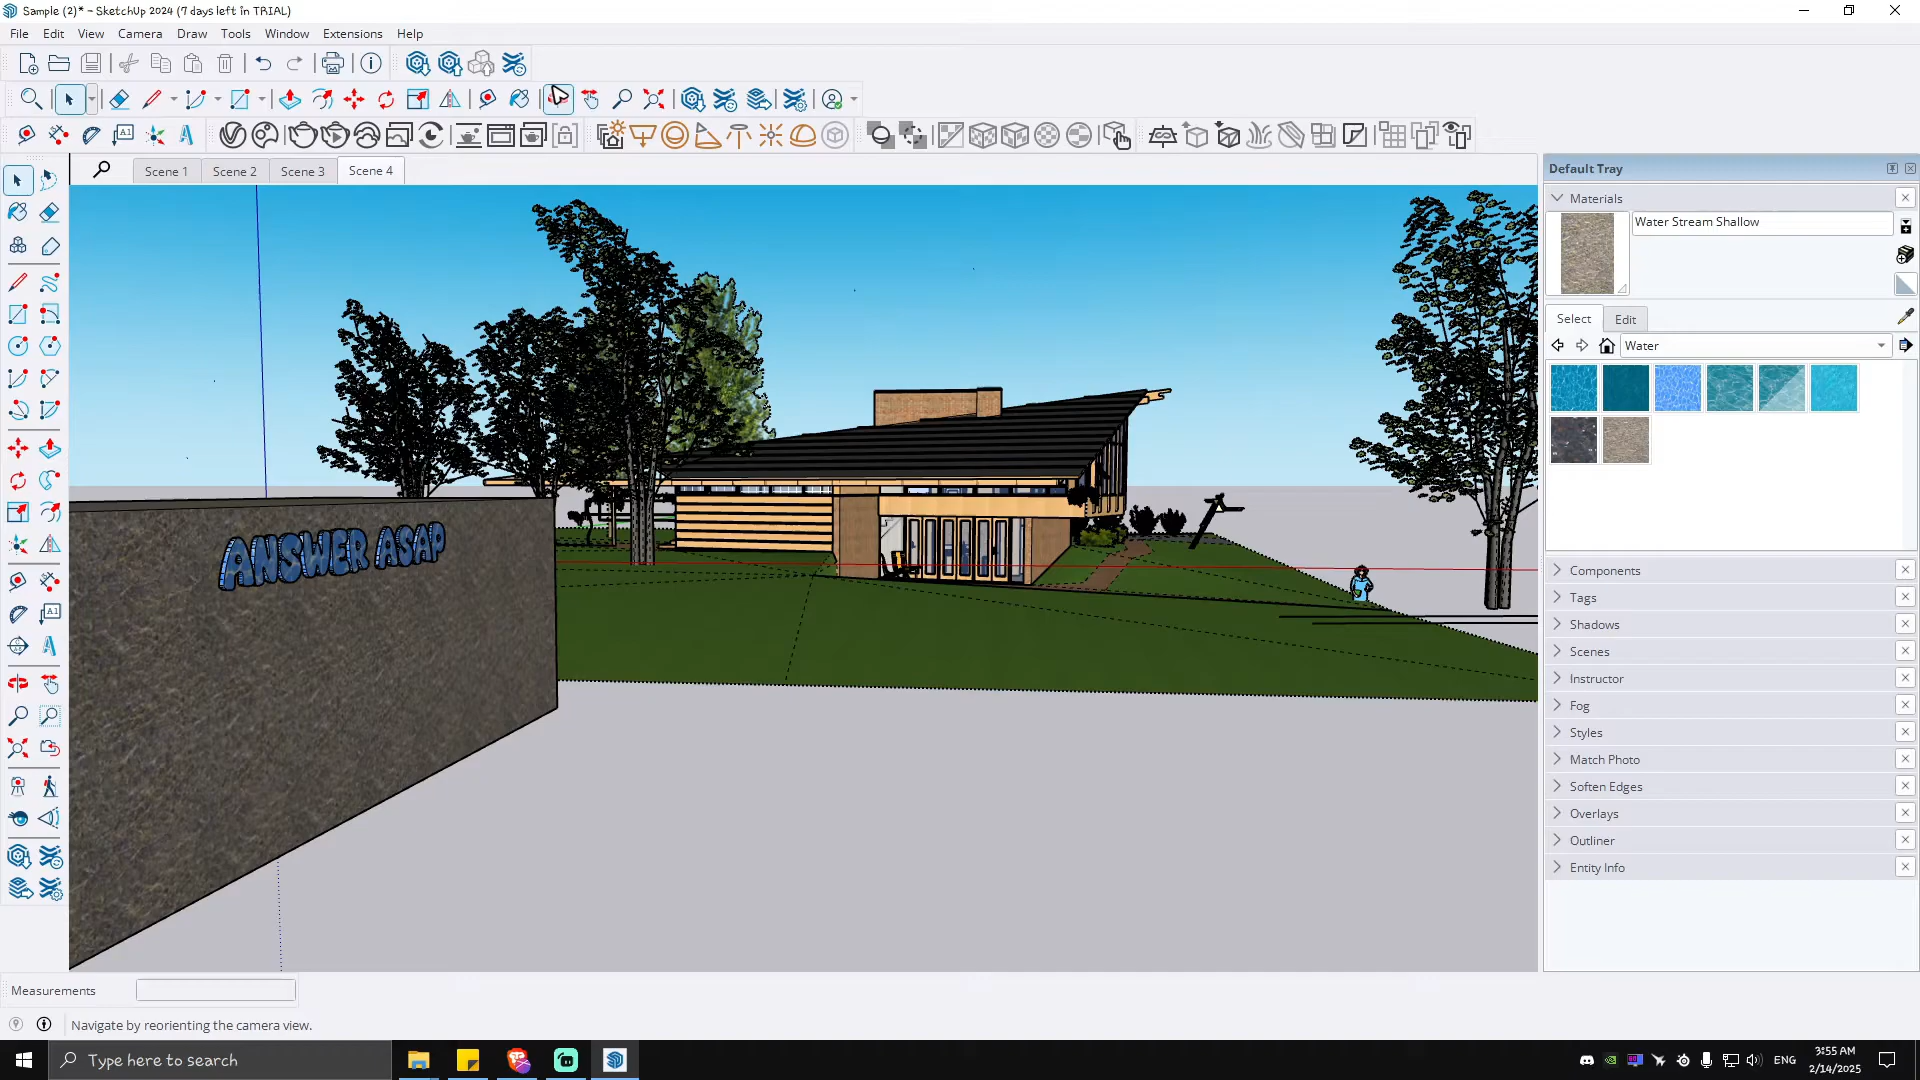 Sample (2)* - SketchUp 2024 (7 days left in TRIAL)
File Edit View Camera Draw Tools Window Extensions Help
Scene 1 Scene 2 Scene 3 Scene 4
Default Tray
Materials
Water Stream Shallow
Select Edit
Water
ANSWER ASAP
Components
Tags
Shadows
Scenes
Instructor
Fog
Styles
Match Photo
Soften Edges
Overlays
Outliner
Entity Info
Measurements
Navigate by reorienting the camera view.
Type here to search
ENG
3:55 AM
2/14/2025